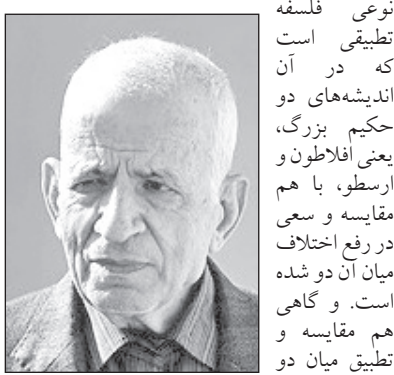 نوعی فلسفه
تطبیقی است
که در آن
اندیشه‌های دو
حکیم بزرگ،
یعنی افلاطون و
ارسطو، با هم
مقایسه و سعی
در رفع اختلاف
میان آن دو شده
است. و گاهی
هم مقایسه و
تطبیق میان دو